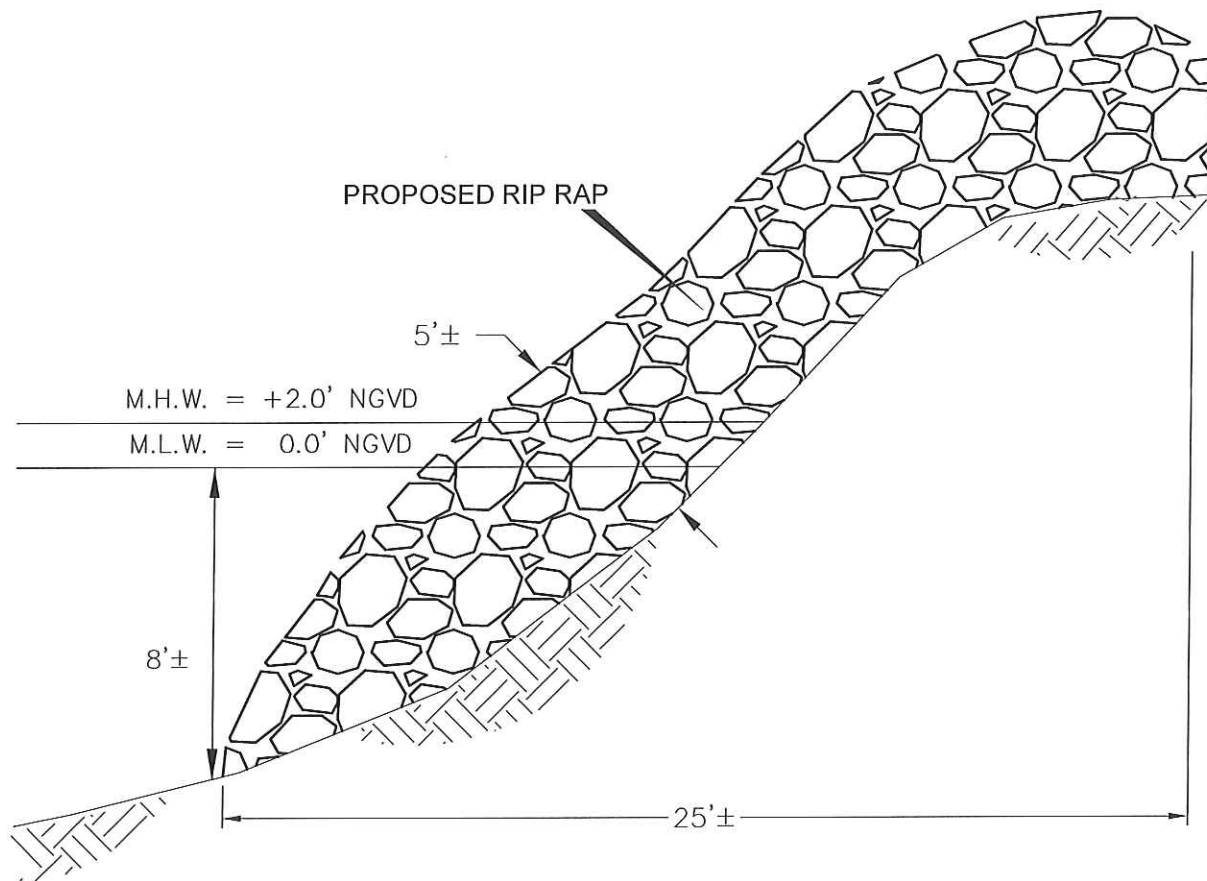 PROPOSED RIP RAP
5'±
M.H.W. = +2.0' NGVD
M.L.W. = 0.0' NGVD
8'±
25'±